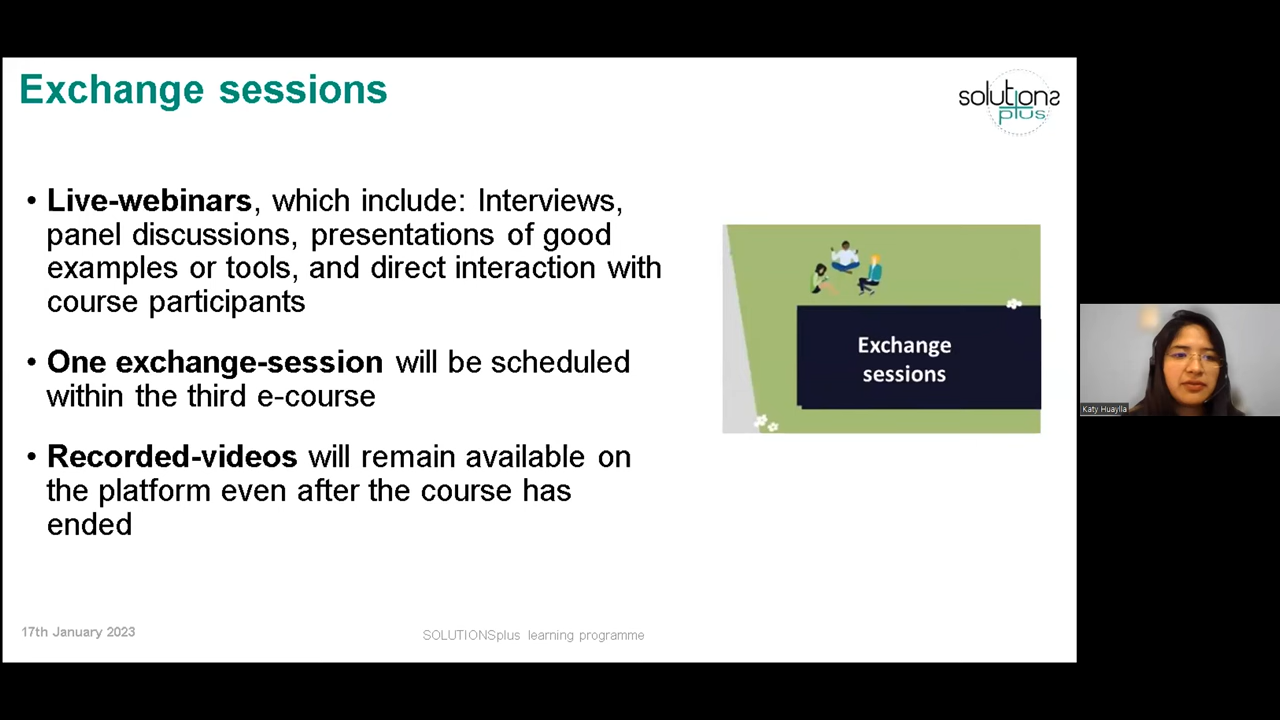 Exchange sessions
solutions
plus
• Live-webinars, which include: Interviews,
panel discussions, presentations of good
examples or tools, and direct interaction with
course participants
• One exchange-session will be scheduled
within the third e-course
• Recorded-videos will remain available on
the platform even after the course has
ended
Exchange
sessions
Katy Huaylla
17th January 2023
SOLUTIONSplus learning programme